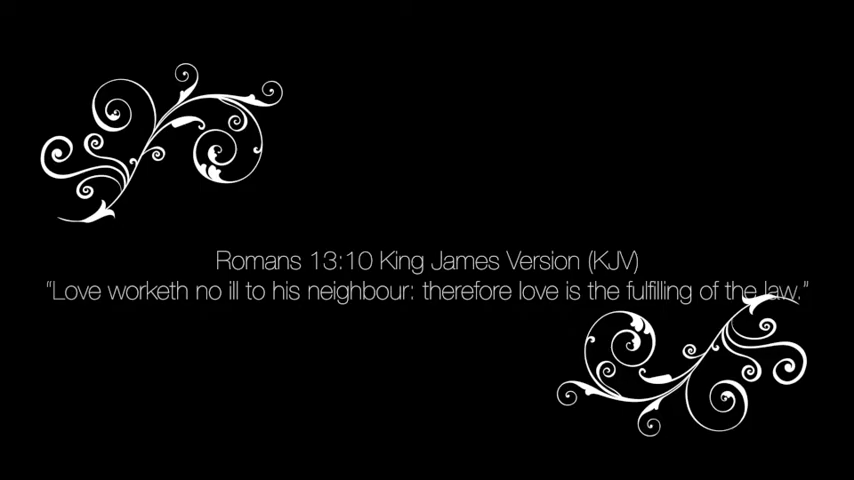 Romans 13:10 King James Version (KJV)
“Love worketh no ill to his neighbour: therefore love is the fulfilling of the law.”